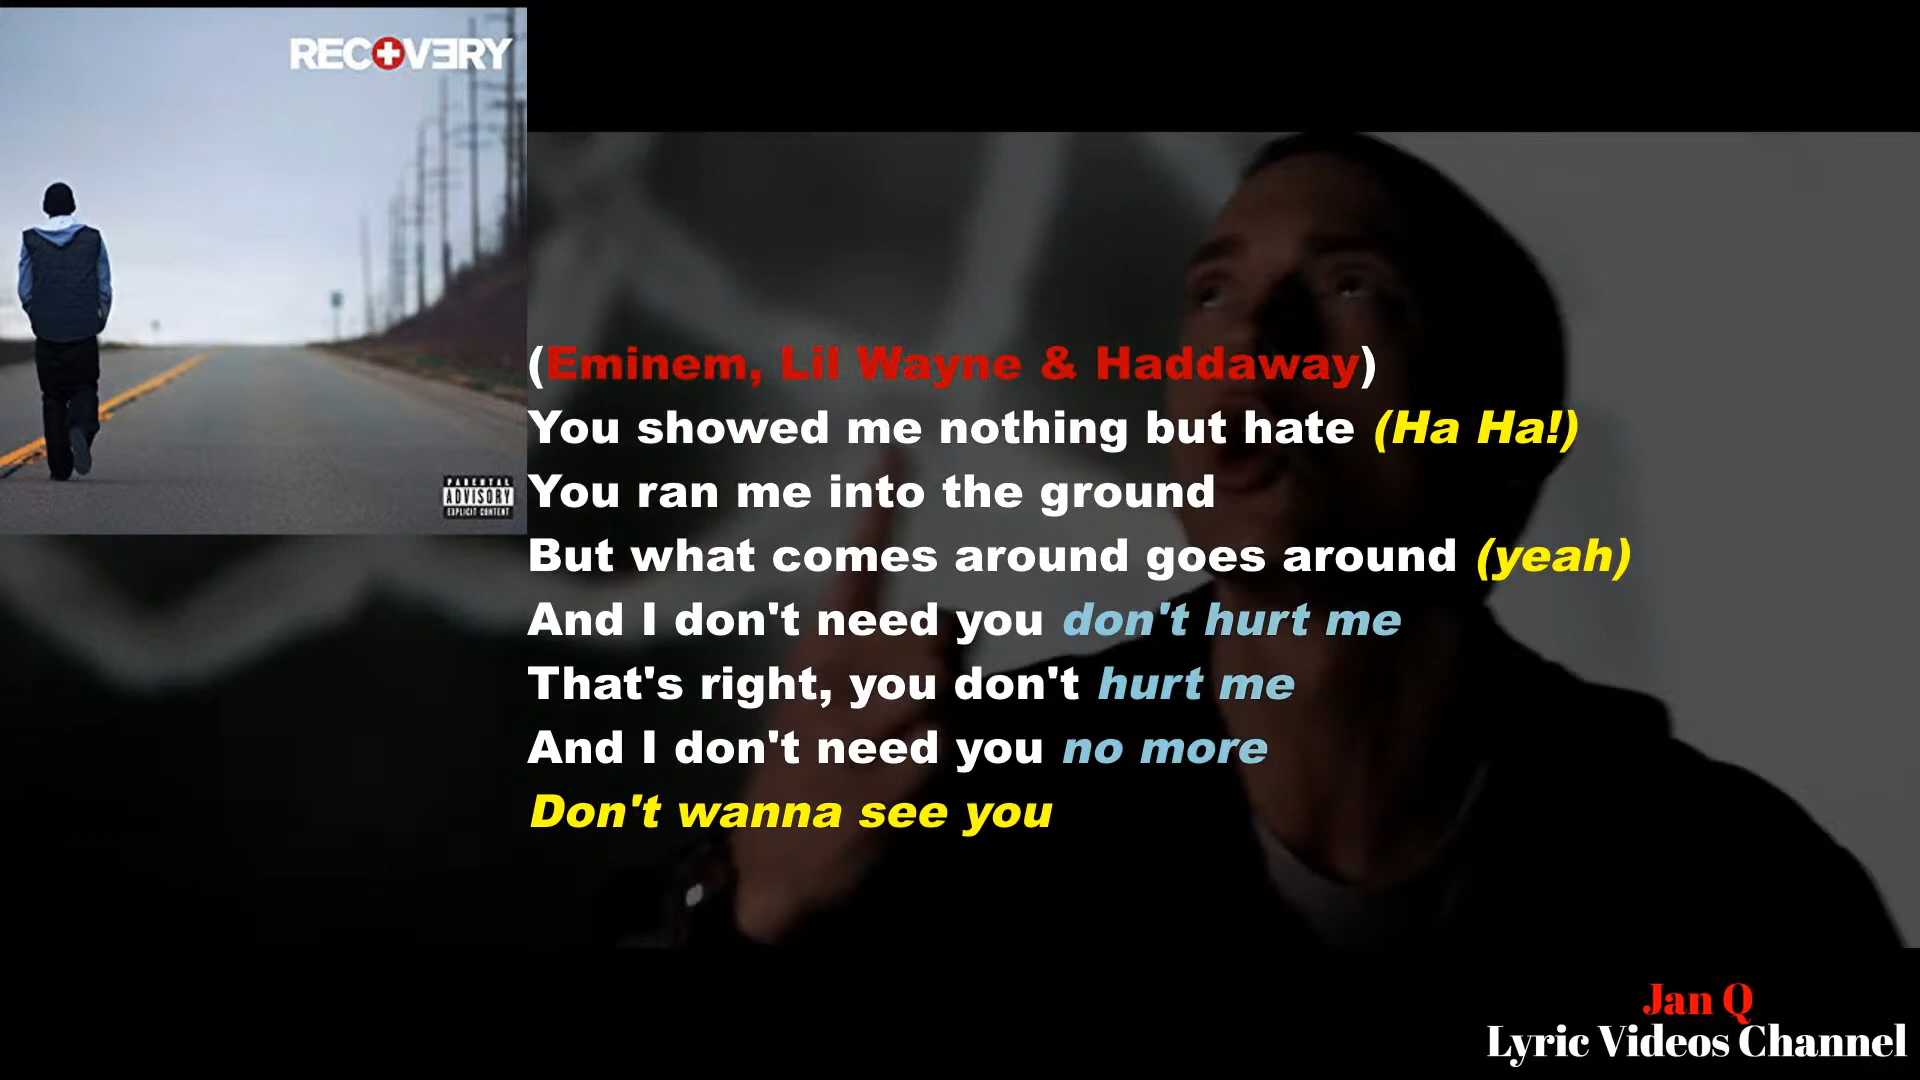 RECOVERY
PARENTAL
ADVISORY
EXPLICIT CONTENT
(Eminem, Lil Wayne & Haddaway)
You showed me nothing but hate (Ha Ha!)
You ran me into the ground
But what comes around goes around (yeah)
And I don't need you don't hurt me
That's right, you don't hurt me
And I don't need you no more
Don't wanna see you
Jan Q
Lyric Videos Channel